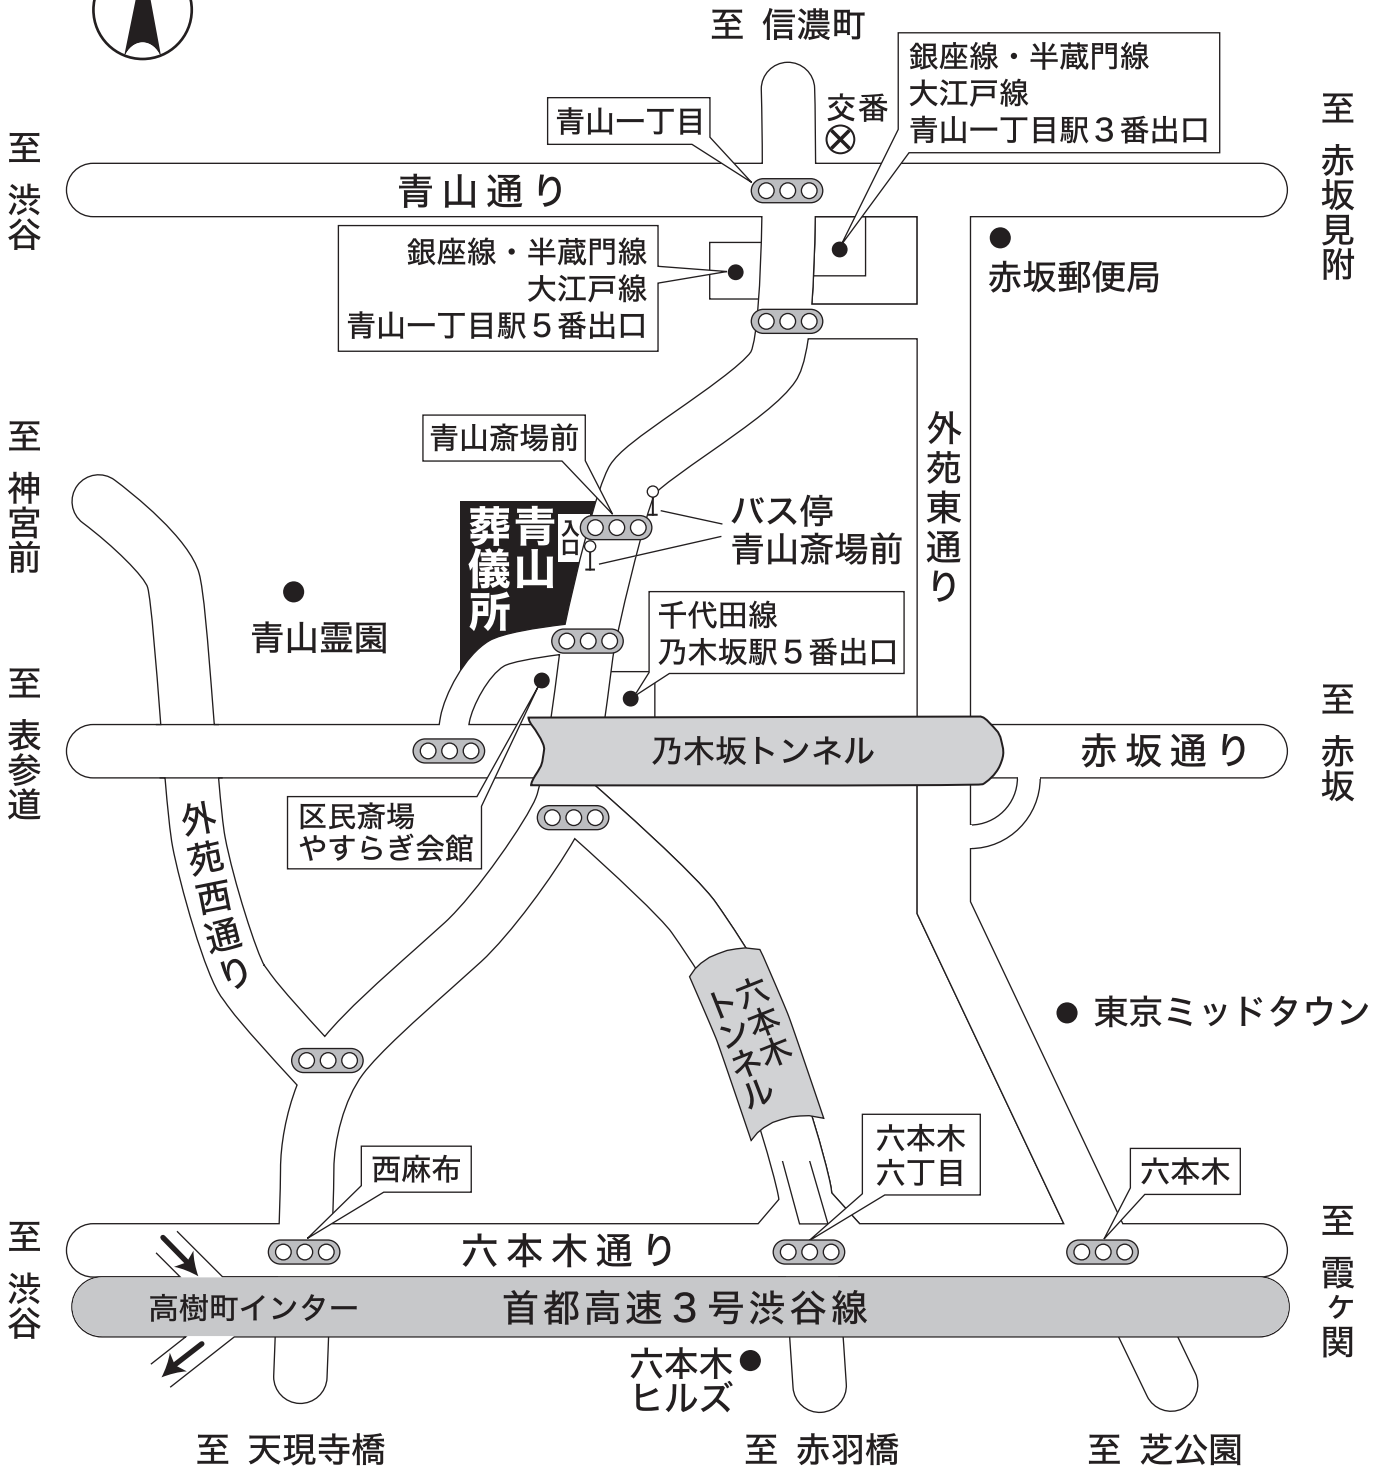 至 信濃町
銀座線・半蔵門線
大江戸線
青山一丁目駅3番出口
交番
青山一丁目
至 渋谷
青山通り
至 赤坂見附
銀座線・半蔵門線
大江戸線
青山一丁目駅5番出口
赤坂郵便局
外苑東通り
青山斎場前
至 神宮前
青山
葬儀所
入口
バス停
青山斎場前
青山霊園
千代田線
乃木坂駅5番出口
至 表参道
乃木坂トンネル
赤坂通り
至 赤坂
区民斎場
やすらぎ会館
外苑西通り
六本木
トンネル
東京ミッドタウン
西麻布
六本木
六丁目
六本木
至 渋谷
六本木通り
至 霞ヶ関
高樹町インター
首都高速3号渋谷線
六本木
ヒルズ
至 天現寺橋
至 赤羽橋
至 芝公園